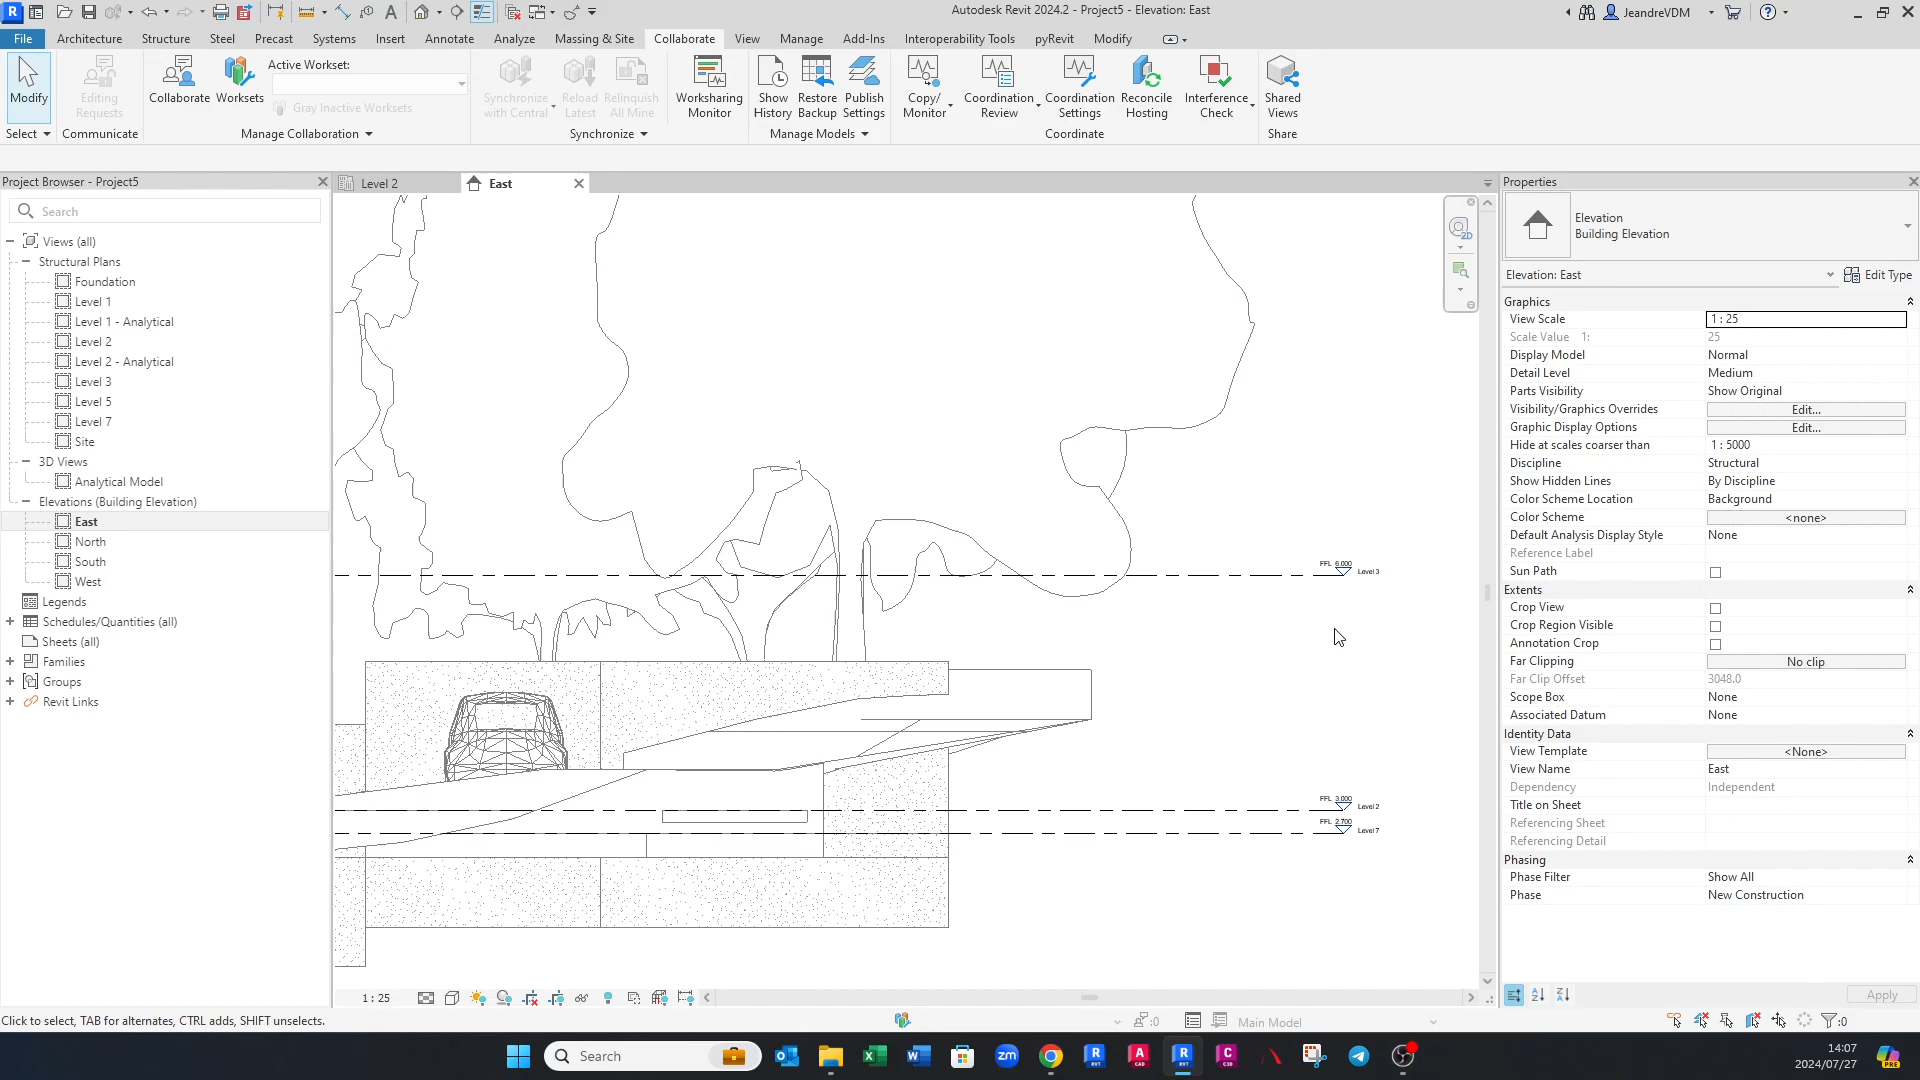 Autodesk Revit 2024.2 - Project5 - Elevation: East
JeandreVDM
File
Architecture
Structure
Steel
Precast
Systems
Insert
Annotate
Analyze
Massing & Site
Collaborate
View
Manage
Add-Ins
Interoperability Tools
pyRevit
Modify
Modify
Editing
Requests
Collaborate
Worksets
Active Workset:
Gray Inactive Worksets
Synchronize
with Central
Reload
Latest
Relinquish
All Mine
Worksharing
Monitor
Show
History
Restore
Backup
Publish
Settings
Copy/
Monitor
Coordination
Review
Coordination
Settings
Reconcile
Hosting
Interference
Check
Shared
Views
Select
Communicate
Manage Collaboration
Synchronize
Manage Models
Coordinate
Share
Project Browser - Project5
Search
Views (all)
Structural Plans
Foundation
Level 1
Level 1 - Analytical
Level 2
Level 2 - Analytical
Level 3
Level 5
Level 7
Site
3D Views
Analytical Model
Elevations (Building Elevation)
East
North
South
West
Legends
Schedules/Quantities (all)
Sheets (all)
Families
Groups
Revit Links
Level 2
East
2D
FFL 6.000
Level 3
FFL 3.000
Level 2
FFL 2.700
Level 7
1 : 25
Properties
Elevation
Building Elevation
Elevation: East
Edit Type
Graphics
View Scale 1 : 25
Scale Value 1: 25
Display Model Normal
Detail Level Medium
Parts Visibility Show Original
Visibility/Graphics Overrides Edit...
Graphic Display Options Edit...
Hide at scales coarser than 1 : 5000
Discipline Structural
Show Hidden Lines By Discipline
Color Scheme Location Background
Color Scheme <none>
Default Analysis Display Style None
Reference Label
Sun Path
Extents
Crop View
Crop Region Visible
Annotation Crop
Far Clipping No clip
Far Clip Offset 3048.0
Scope Box None
Associated Datum None
Identity Data
View Template <None>
View Name East
Dependency Independent
Title on Sheet
Referencing Sheet
Referencing Detail
Phasing
Phase Filter Show All
Phase New Construction
Apply
Click to select, TAB for alternates, CTRL adds, SHIFT unselects.
:0
Main Model
:0
Search
14:07
2024/07/27